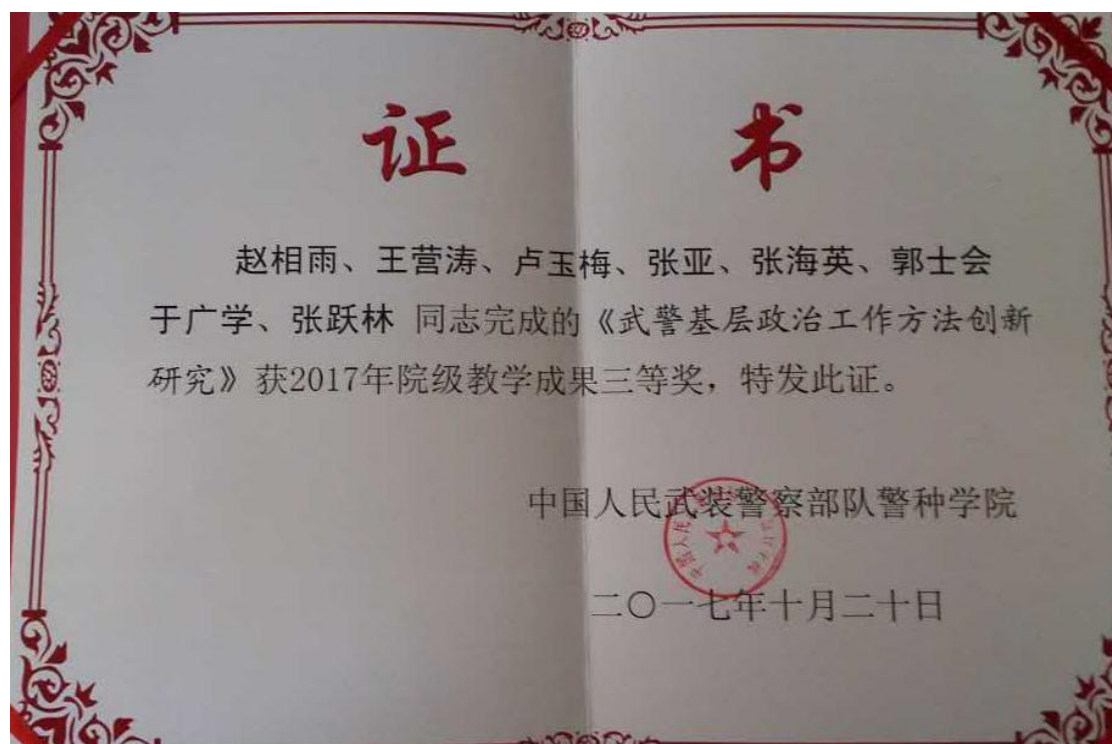 证 书
赵相雨、王营涛、卢玉梅、张亚、张海英、郭士会
于广学、张跃林 同志完成的《武警基层政治工作方法创新
研究》获2017年院级教学成果三等奖，特发此证。
中国人民武装警察部队警种学院
二〇一七年十月二十日